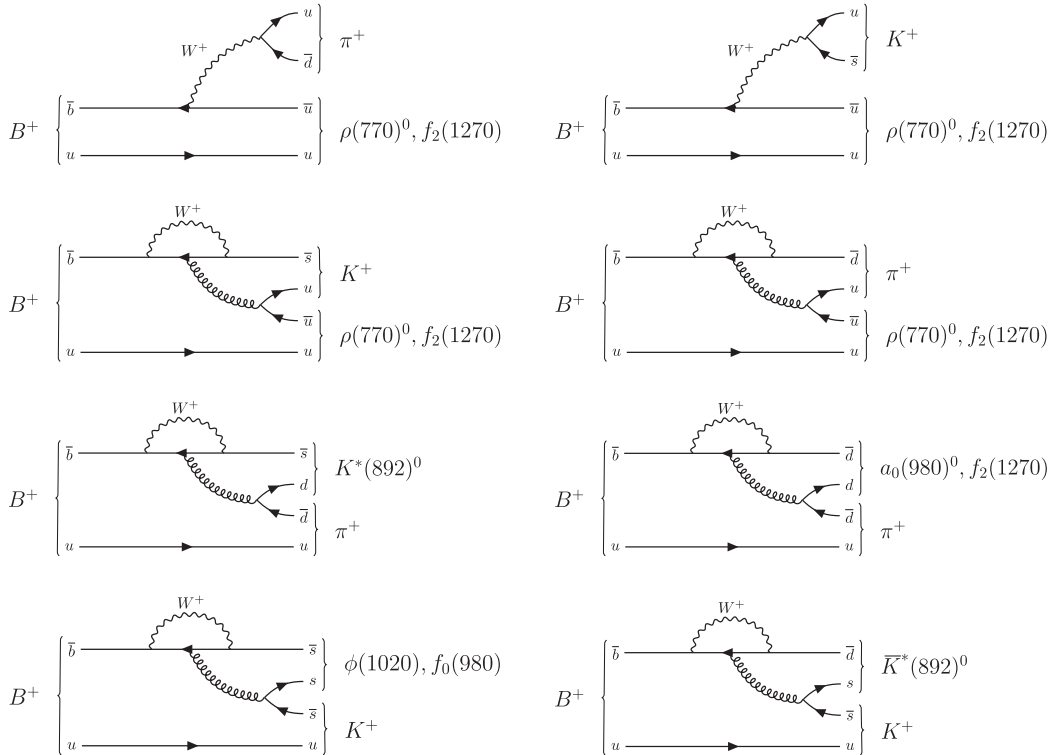 u
W⁺
d̅
π⁺
B⁺
b̅
u̅
ρ(770)⁰, f₂(1270)
u
u
u
W⁺
s̅
K⁺
B⁺
b̅
u̅
ρ(770)⁰, f₂(1270)
u
u
W⁺
b̅
s̅
K⁺
u
B⁺
u̅
ρ(770)⁰, f₂(1270)
u
u
W⁺
b̅
d̅
π⁺
u
B⁺
u̅
ρ(770)⁰, f₂(1270)
u
u
W⁺
b̅
s̅
K*(892)⁰
d
B⁺
d̅
π⁺
u
u
W⁺
b̅
d̅
a₀(980)⁰, f₂(1270)
d
B⁺
d̅
π⁺
u
u
W⁺
b̅
s̅
ϕ(1020), f₀(980)
s
B⁺
s̅
K⁺
u
u
W⁺
b̅
d̅
K̅*(892)⁰
s
B⁺
s̅
K⁺
u
u